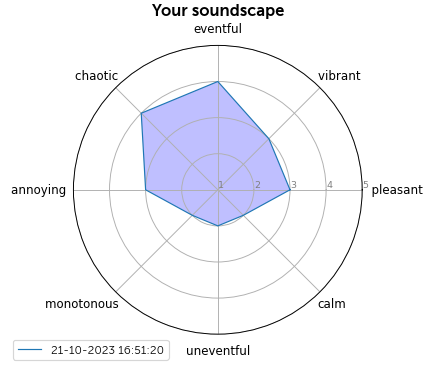 Your soundscape
eventful
chaotic
vibrant
annoying
1 2 3 4 5
pleasant
monotonous
calm
uneventful
21-10-2023 16:51:20